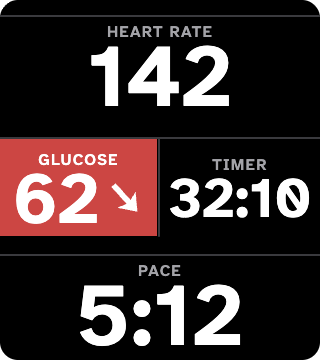 HEART RATE
142
GLUCOSE
62
TIMER
32:10
PACE
5:12